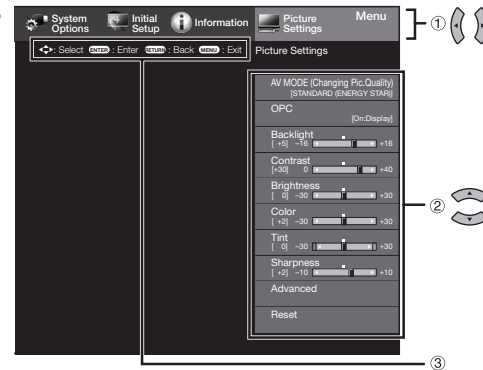 System Options
Initial Setup
Information
Picture Settings
Menu
①
: Select ENTER : Enter RETURN : Back MENU : Exit
Picture Settings
AV MODE (Changing Pic.Quality)
[STANDARD (ENERGY STAR)]
OPC
[On:Display]
Backlight
[ +5] -16 +16
Contrast
[+30] 0 +40
Brightness
[ 0] -30 +30
②
Color
[ +2] -30 +30
Tint
[ 0] -30 +30
Sharpness
[ +2] -10 +10
Advanced
Reset
③